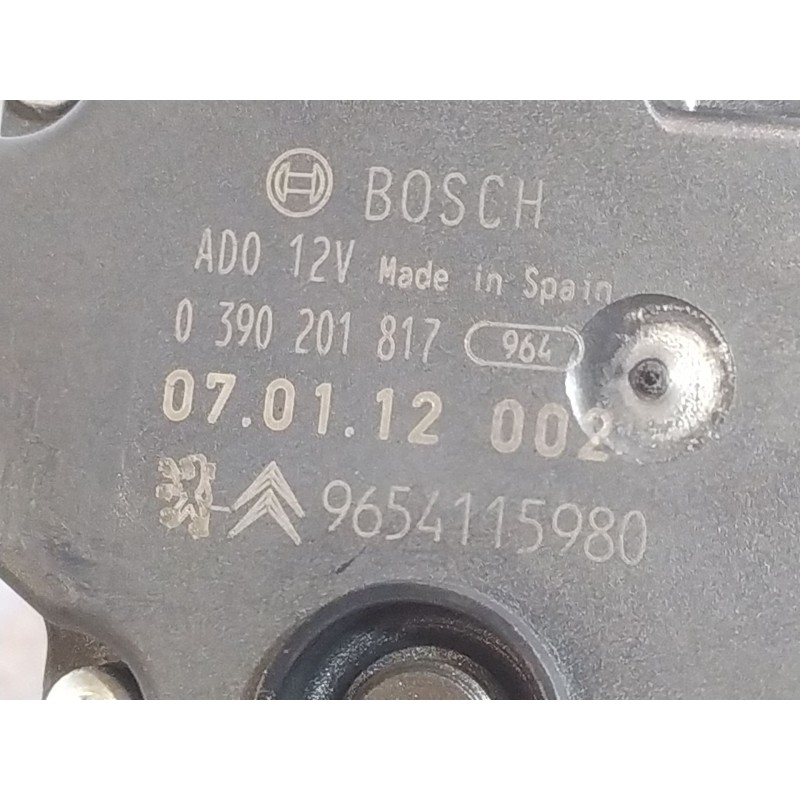 BOSCH
ADO 12V Made in Spain
0 390 201 817 964
07.01.12 002
9654115980